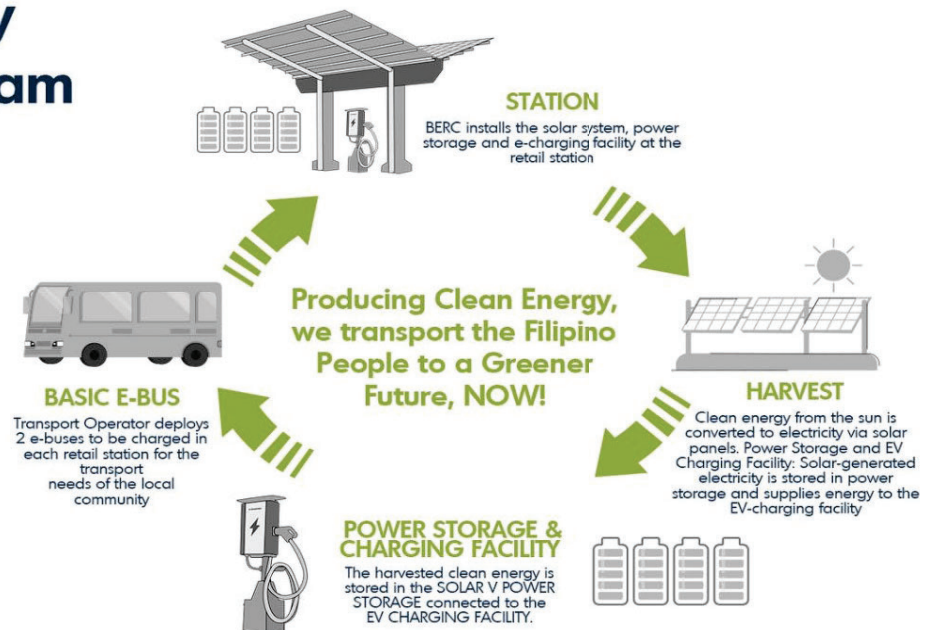 V
am
STATION
BERC installs the solar system, power
storage and e-charging facility at the
retail station
Producing Clean Energy,
we transport the Filipino
People to a Greener
Future, NOW!
HARVEST
Clean energy from the sun is
converted to electricity via solar
panels. Power Storage and EV
Charging Facility: Solar-generated
electricity is stored in power
storage and supplies energy to the
EV-charging facility
POWER STORAGE &
CHARGING FACILITY
The harvested clean energy is
stored in the SOLAR V POWER
STORAGE connected to the
EV CHARGING FACILITY.
BASIC E-BUS
Transport Operator deploys
2 e-buses to be charged in
each retail station for the
transport
needs of the local
community